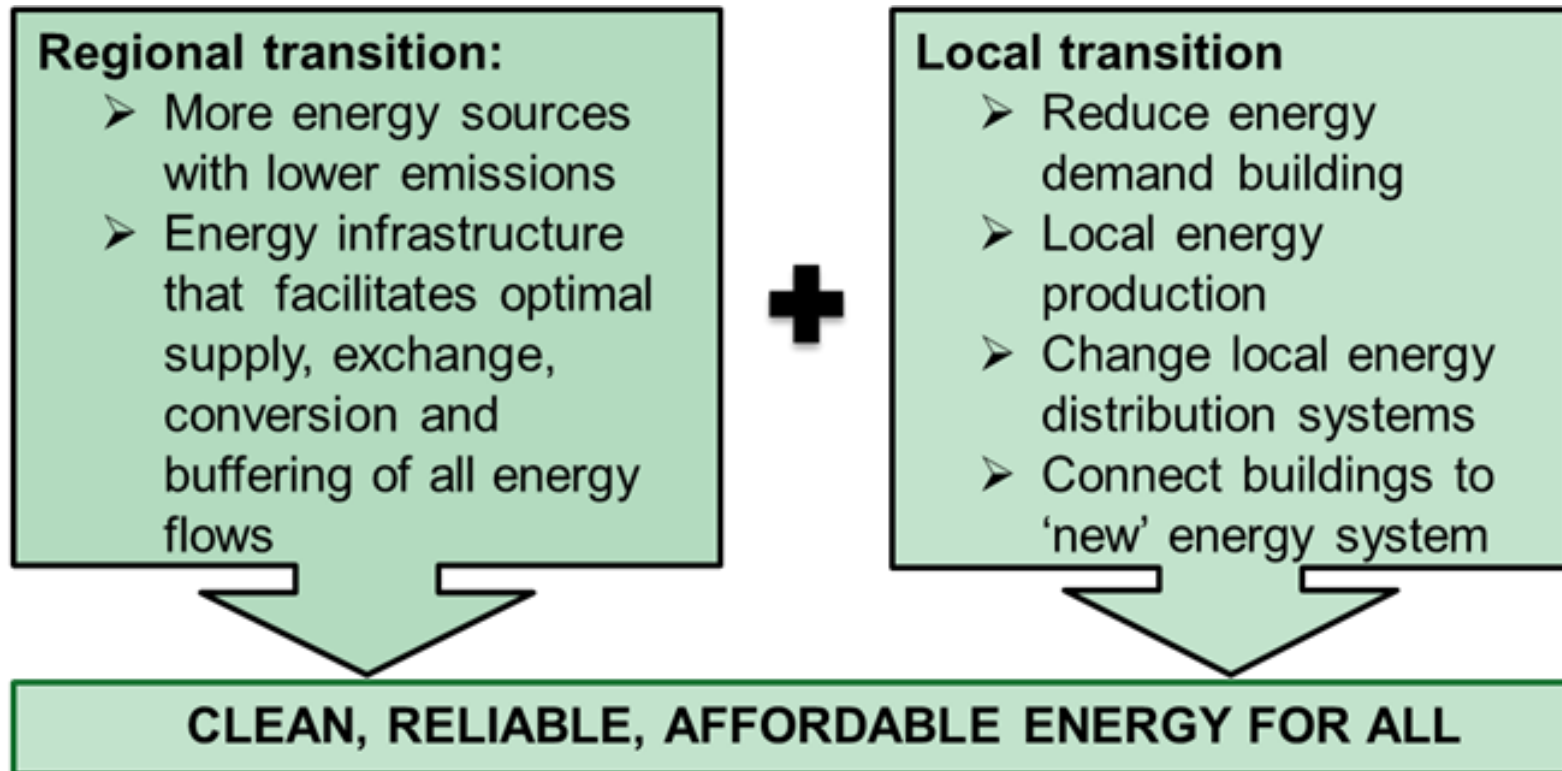 Regional transition:
➢ More energy sources
with lower emissions
➢ Energy infrastructure
that facilitates optimal
supply, exchange,
conversion and
buffering of all energy
flows
Local transition
➢ Reduce energy
demand building
➢ Local energy
production
➢ Change local energy
distribution systems
➢ Connect buildings to
‘new’ energy system
CLEAN, RELIABLE, AFFORDABLE ENERGY FOR ALL